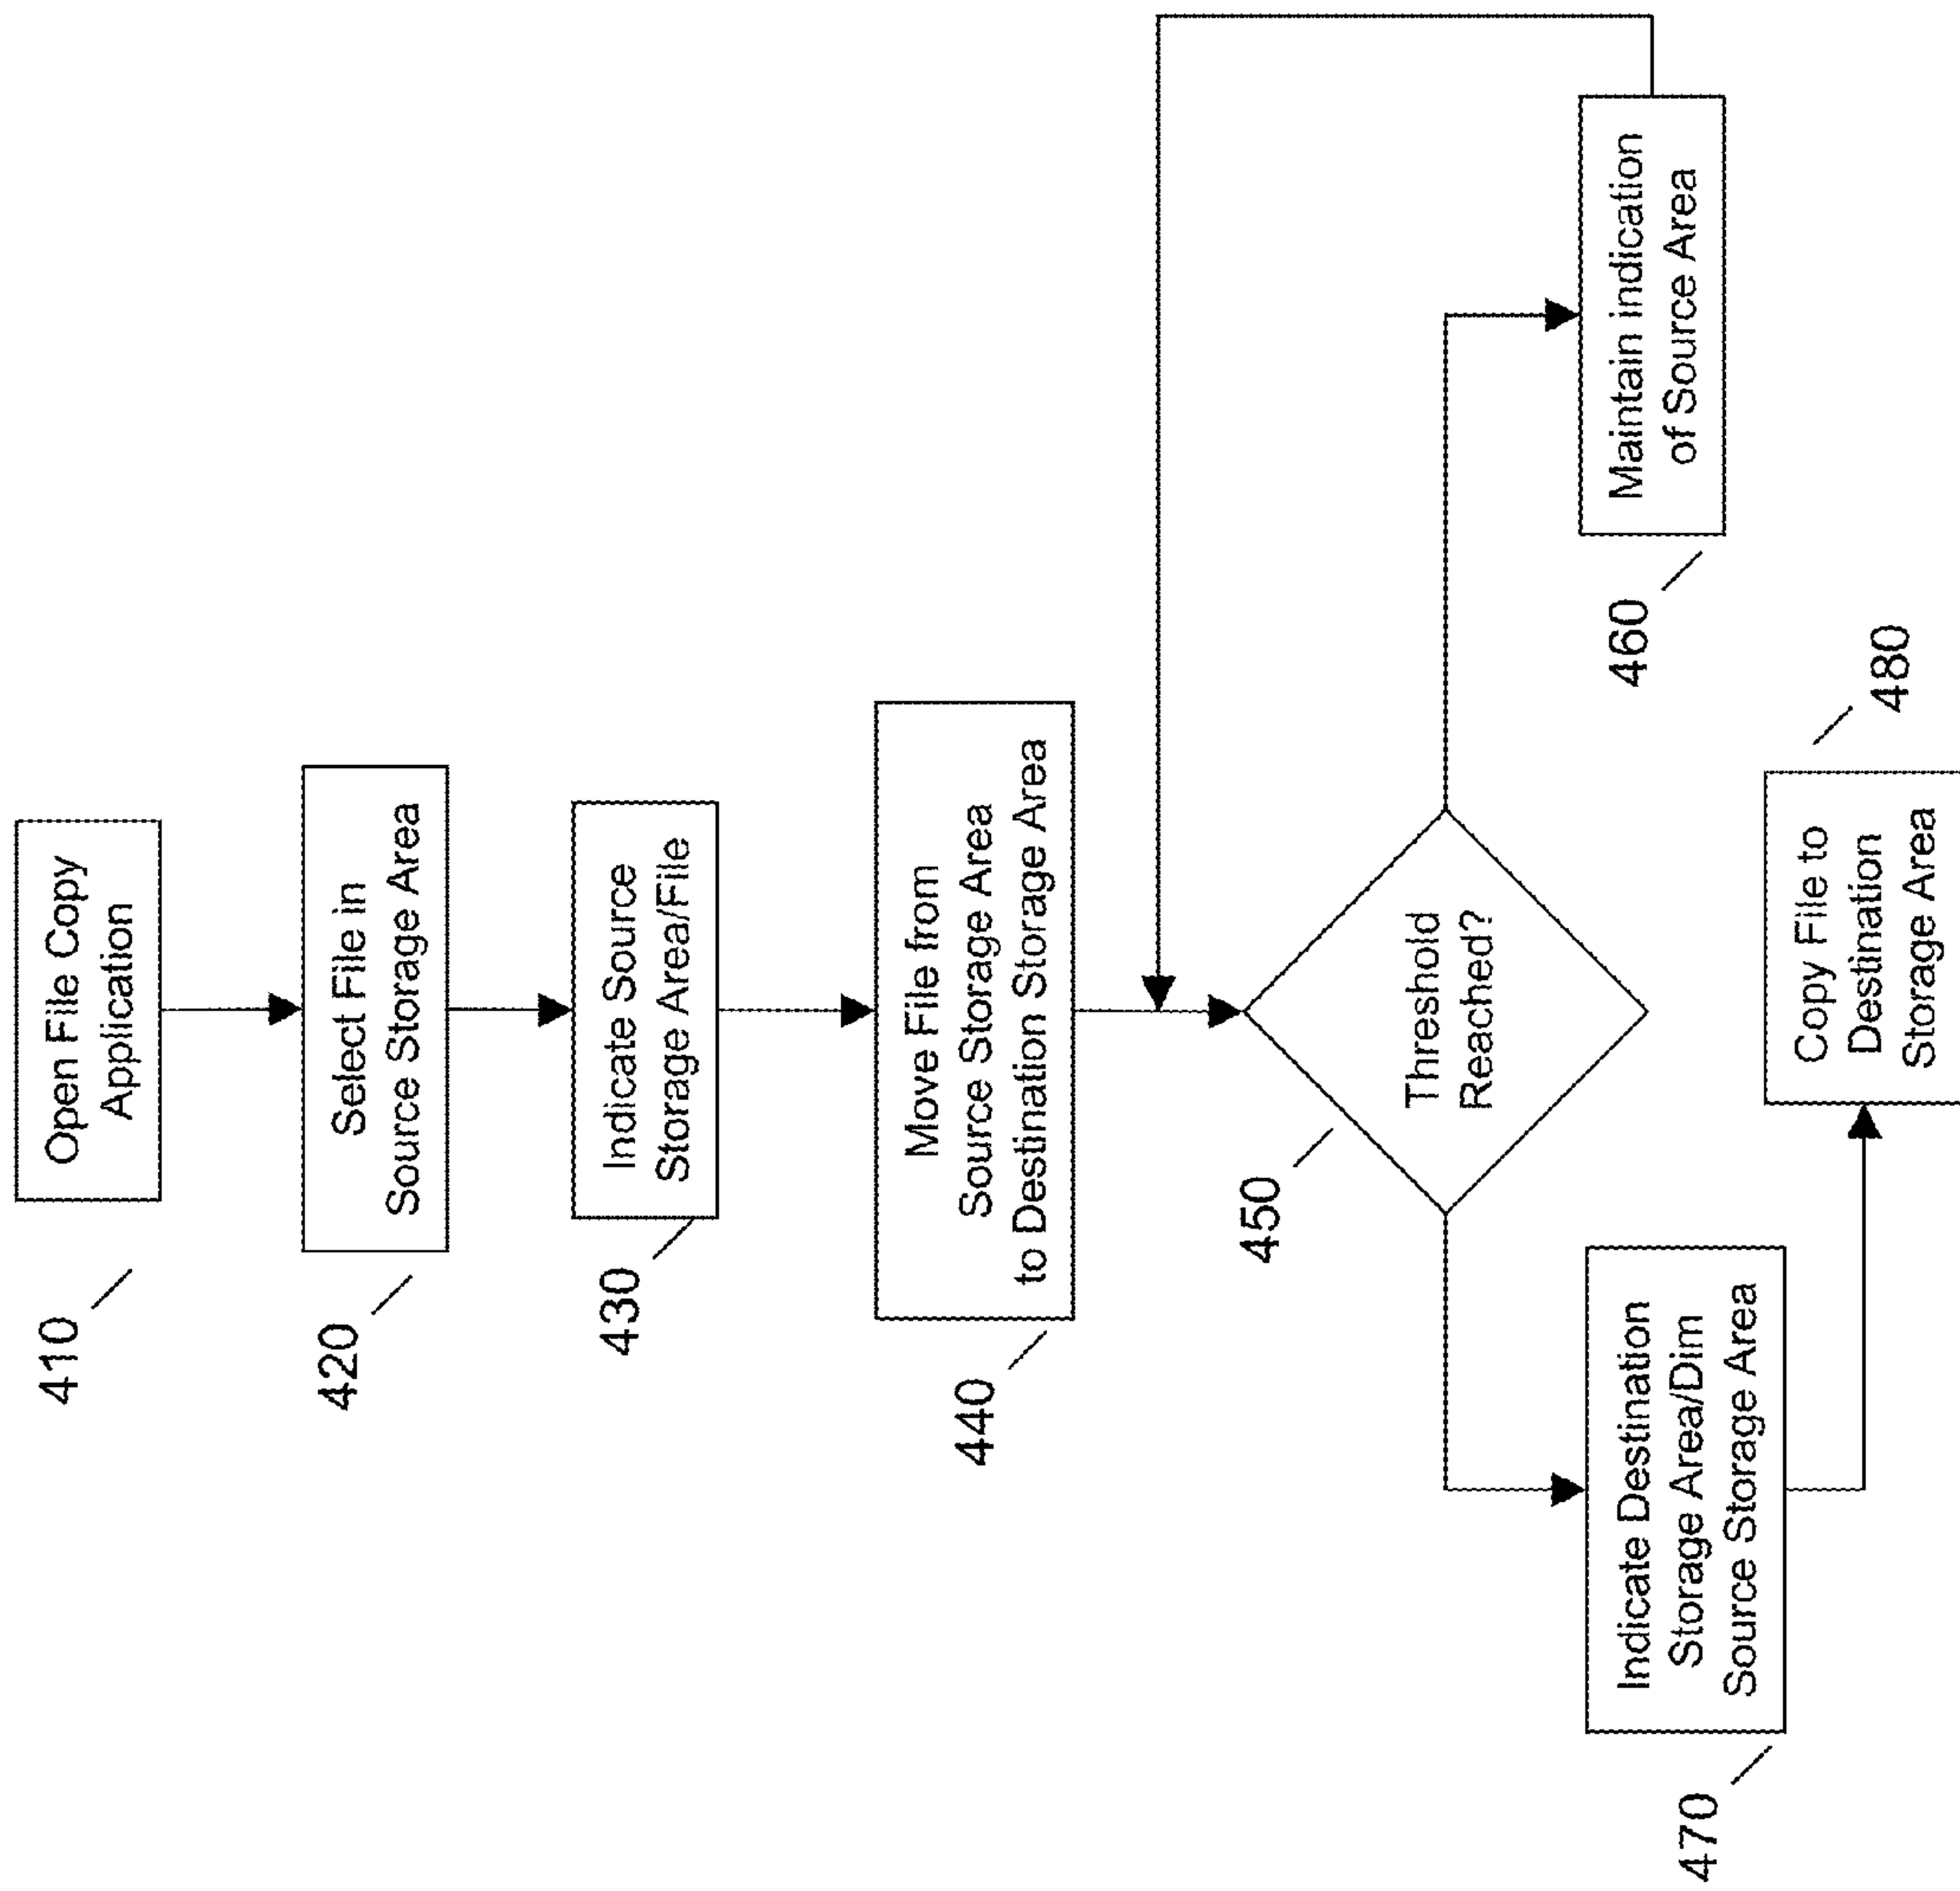 410
Open File Copy
Application
420
Select File in
Source Storage Area
430
Indicate Source
Storage Area/File
440
Move File from
Source Storage Area
to Destination Storage Area
450
Threshold
Reached?
460
Maintain indication
of Source Area
470
Indicate Destination
Storage Area/Dim
Source Storage Area
480
Copy File to
Destination
Storage Area